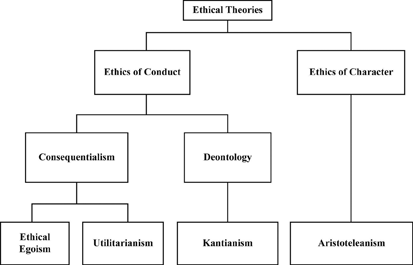 Ethical Theories
Ethics of Conduct
Ethics of Character
Consequentialism
Deontology
Ethical
Egoism
Utilitarianism
Kantianism
Aristoteleanism